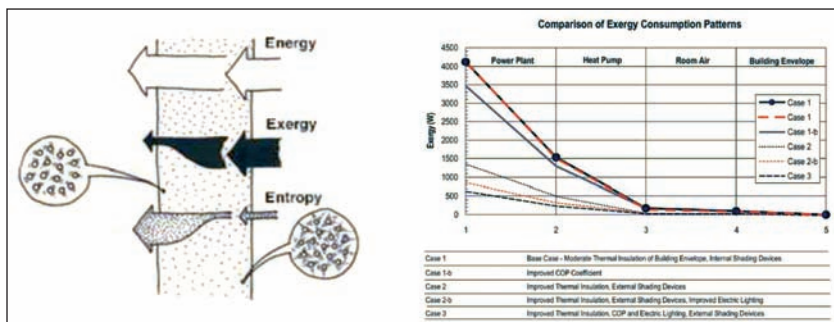 Energy
Exergy
Entropy
Comparison of Exergy Consumption Patterns
Exergy (W)
4500
4000
3500
3000
2500
2000
1500
1000
500
0
Power Plant Heat Pump Room Air Building Envelope
Case 1
Case 1
Case 1-b
Case 2
Case 2-b
Case 3
1 2 3 4 5
Case 1 Base Case - Moderate Thermal Insulation of Building Envelope, Internal Shading Devices
Case 1-b Improved COP Coefficient
Case 2 Improved Thermal Insulation, External Shading Devices
Case 2-b Improved Thermal Insulation, External Shading Devices, Improved Electric Lighting
Case 3 Improved Thermal Insulation, COP and Electric Lighting, External Shading Deivices